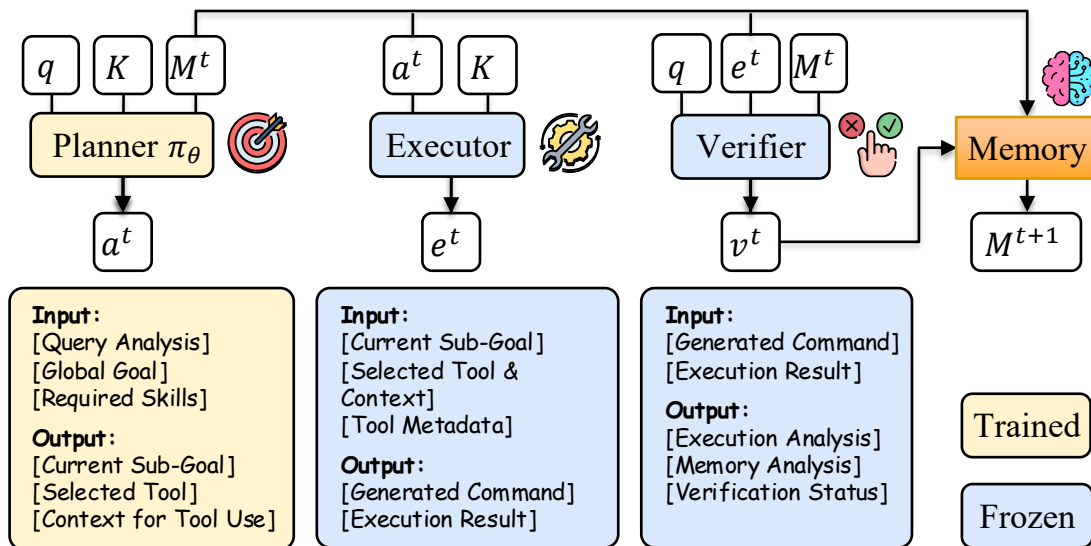 q K M^t
a^t K
q e^t M^t
Planner π_θ
Executor
Verifier
Memory
a^t
e^t
v^t
M^{t+1}
Input:
[Query Analysis]
[Global Goal]
[Required Skills]
Output:
[Current Sub-Goal]
[Selected Tool]
[Context for Tool Use]
Input:
[Current Sub-Goal]
[Selected Tool &
Context]
[Tool Metadata]
Output:
[Generated Command]
[Execution Result]
Input:
[Generated Command]
[Execution Result]
Output:
[Execution Analysis]
[Memory Analysis]
[Verification Status]
Trained
Frozen